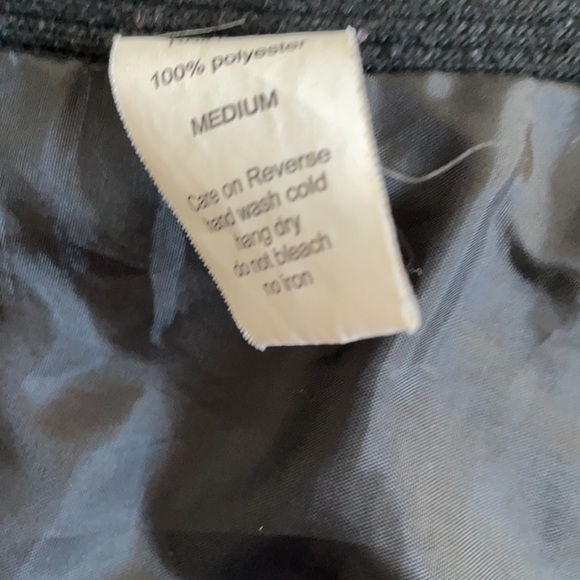 100% polyester
MEDIUM
Care on Reverse
hand wash cold
hang dry
do not bleach
no iron